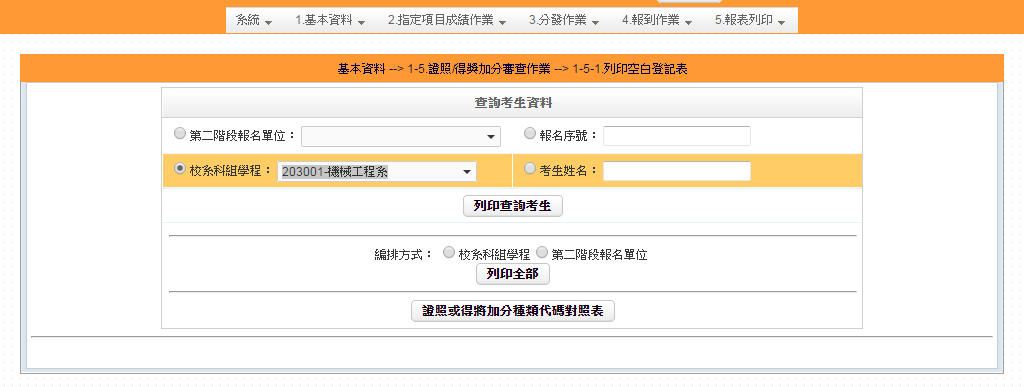 系統 1.基本資料 2.指定項目成績作業 3.分發作業 4.報到作業 5.報表列印
基本資料 --> 1-5.證照/得獎加分審查作業 --> 1-5-1.列印空白登記表
查詢考生資料
第二階段報名單位： 報名序號：
校系科組學程： 203001-機械工程系 考生姓名：
列印查詢考生
編排方式： 校系科組學程 第二階段報名單位
列印全部
證照或得將加分種類代碼對照表